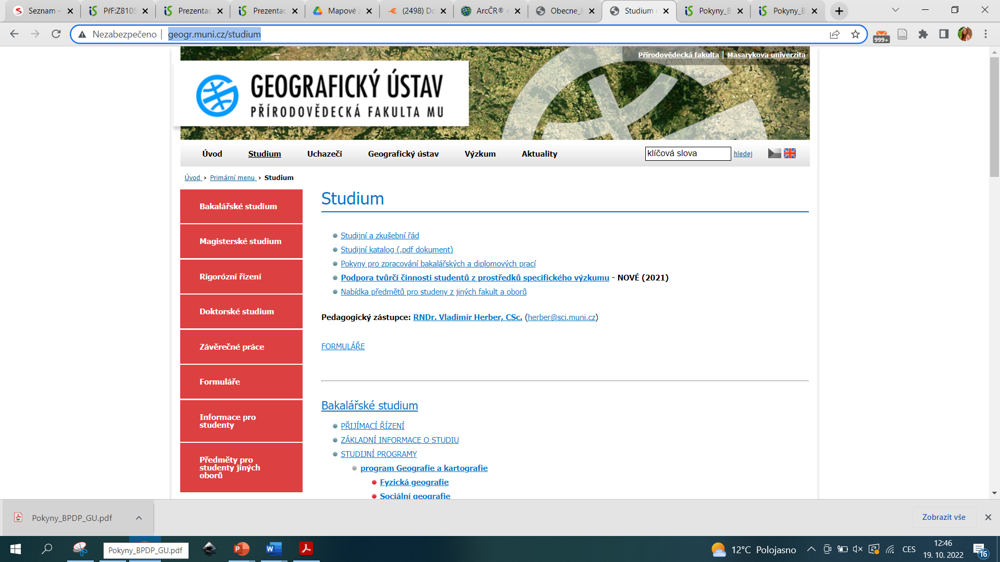 Seznam –
PřF:Z8105
Prezentac
Prezentac
Mapové z
(2498) Do
ArcČR® 4
Obecne_
Studium
Pokyny_B
Pokyny_B
Nezabezpečeno | geogr.muni.cz/studium
999+
Přírodovědecká fakulta | Masarykova univerzita
GEOGRAFICKÝ ÚSTAV
PŘÍRODOVĚDECKÁ FAKULTA MU
Úvod Studium Uchazeči Geografický ústav Výzkum Aktuality
klíčová slova hledej
Úvod › Primární menu › Studium
Bakalářské studium
Magisterské studium
Rigorózní řízení
Doktorské studium
Závěrečné práce
Formuláře
Informace pro
studenty
Předměty pro
studenty jiných
oborů
Studium
Studijní a zkušební řád
Studijní katalog (.pdf dokument)
Pokyny pro zpracování bakalářských a diplomových prací
Podpora tvůrčí činnosti studentů z prostředků specifického výzkumu - NOVÉ (2021)
Nabídka předmětů pro studeny z jiných fakult a oborů
Pedagogický zástupce: RNDr. Vladimír Herber, CSc. (herber@sci.muni.cz)
FORMULÁŘE
Bakalářské studium
PŘIJÍMACÍ ŘÍZENÍ
ZÁKLADNÍ INFORMACE O STUDIU
STUDIJNÍ PROGRAMY
program Geografie a kartografie
Fyzická geografie
Sociální geografie
Pokyny_BPDP_GU.pdf
Zobrazit vše
Pokyny_BPDP_GU.pdf
12°C Polojasno
CES
12:46
19. 10. 2022
16